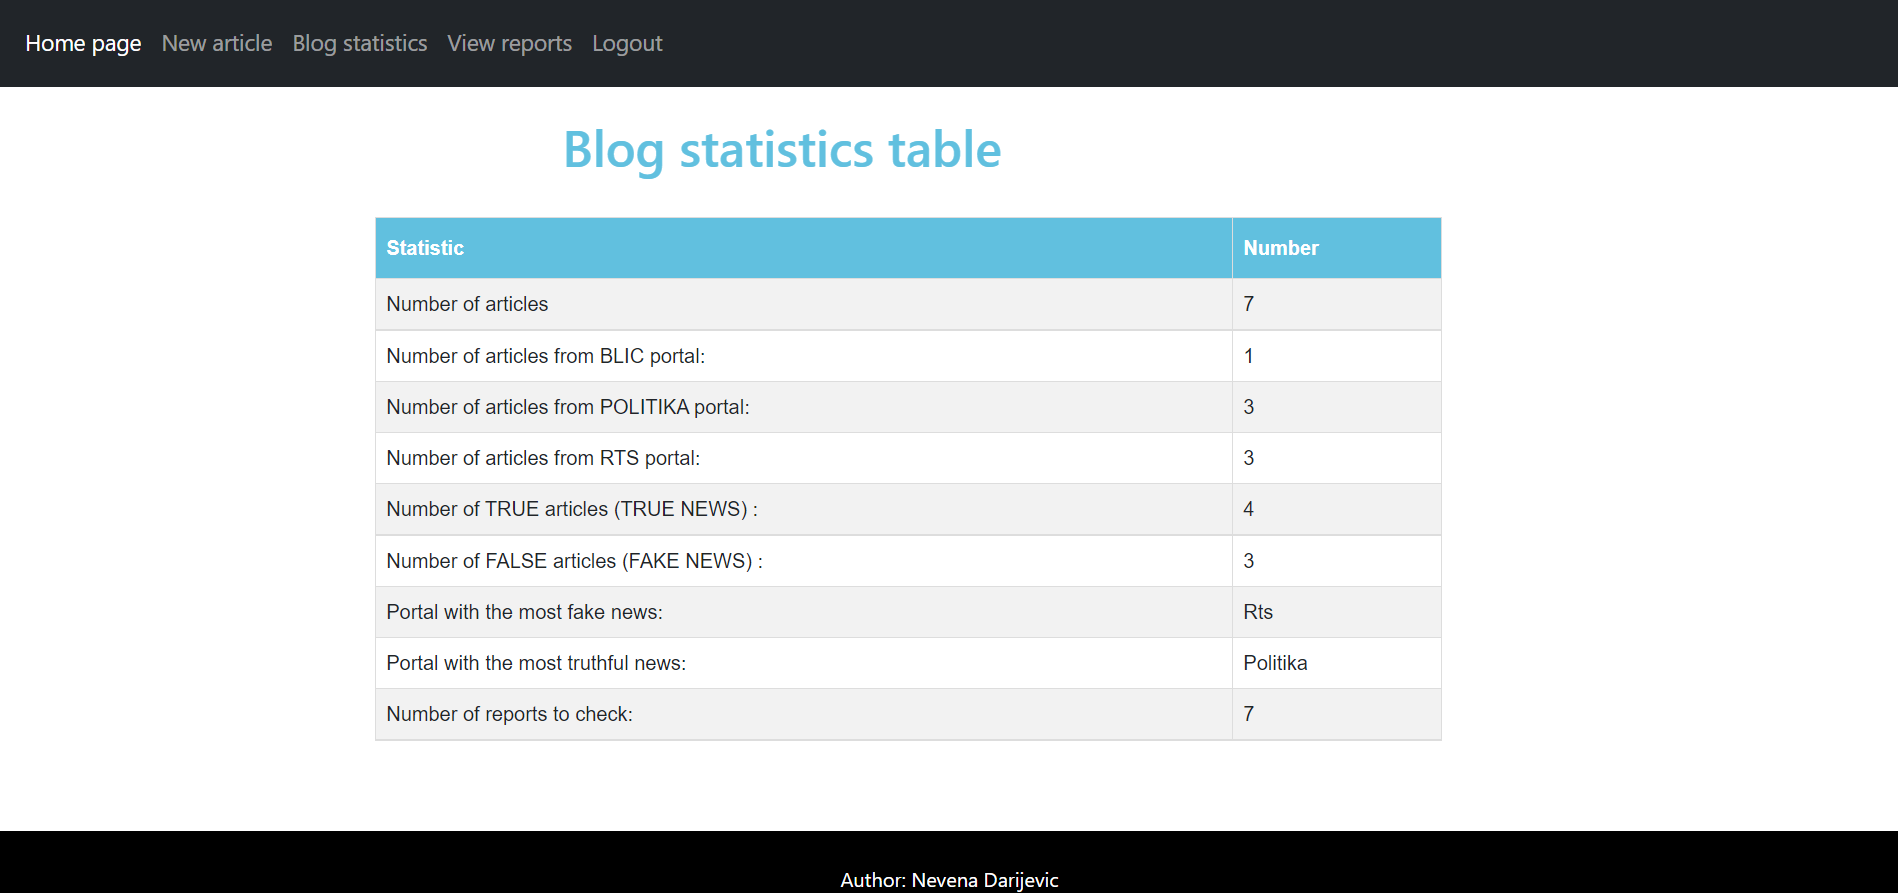 Home page New article Blog statistics View reports Logout
Blog statistics table
Statistic Number
Number of articles 7
Number of articles from BLIC portal: 1
Number of articles from POLITIKA portal: 3
Number of articles from RTS portal: 3
Number of TRUE articles (TRUE NEWS) : 4
Number of FALSE articles (FAKE NEWS) : 3
Portal with the most fake news: Rts
Portal with the most truthful news: Politika
Number of reports to check: 7
Author: Nevena Darijevic